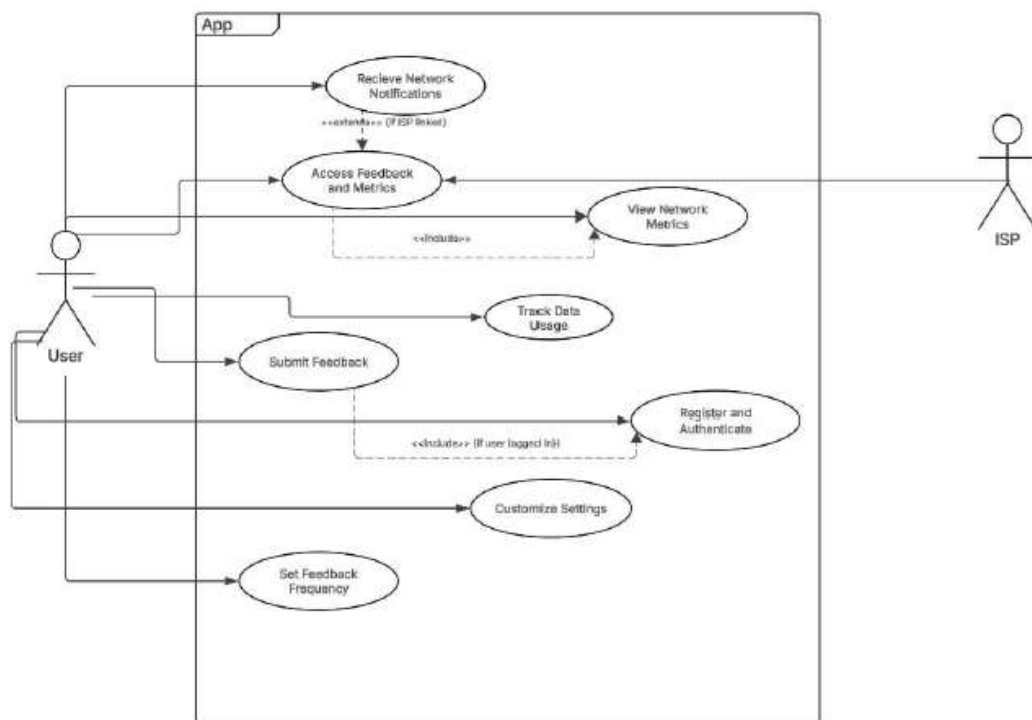 App
Recieve Network
Notifications
<<extends>> (if ISP linked)
Access Feedback
and Metrics
View Network
Metrics
<<include>>
ISP
Track Data
Usage
User
Submit Feedback
Register and
Authenticate
<<include>> (if user logged in)
Customize Settings
Set Feedback
Frequency